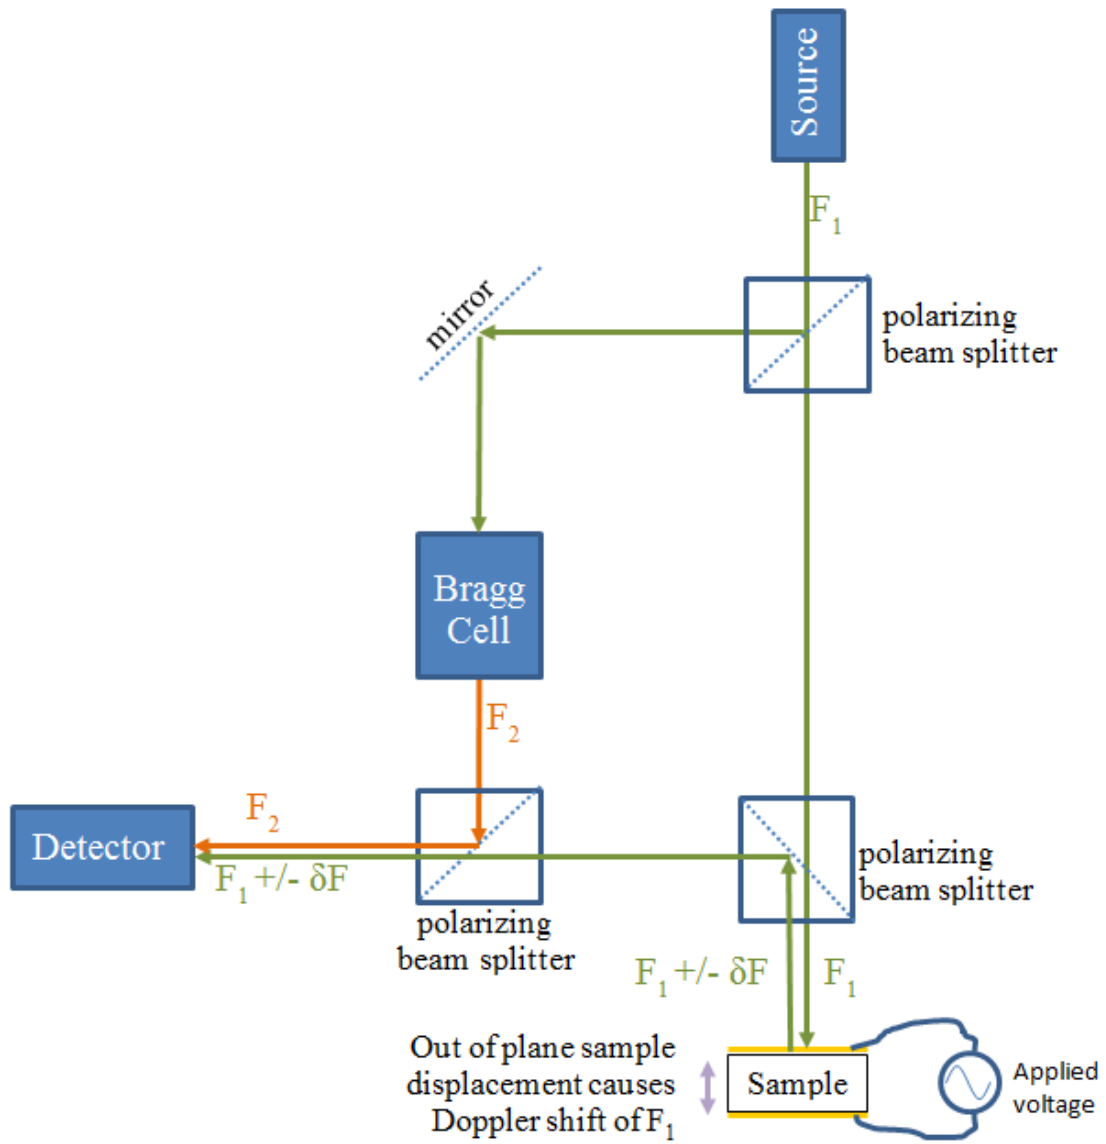 Source
F₁
mirror
polarizing
beam splitter
Bragg
Cell
F₂
F₂
Detector
F₁ +/- δF
polarizing
beam splitter
polarizing
beam splitter
F₁ +/- δF
F₁
Out of plane sample
displacement causes
Doppler shift of F₁
Sample
Applied
voltage